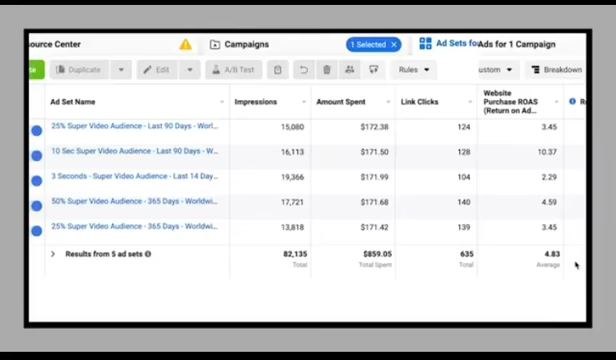 source Center
Campaigns
1 Selected X
Ad Sets fo
Ads for 1 Campaign
te
Duplicate
Edit
A/B Test
Rules
ustom
Breakdown
Ad Set Name Impressions Amount Spent Link Clicks Website
Purchase ROAS
(Return on Ad...
25% Super Video Audience - Last 90 Days - Worl... 15,080 $172.38 124 3.45
10 Sec Super Video Audience - Last 90 Days - W... 16,113 $171.50 128 10.37
3 Seconds - Super Video Audience - Last 14 Day... 19,366 $171.99 104 2.29
50% Super Video Audience - 365 Days - Worldwi... 17,721 $171.68 140 4.59
25% Super Video Audience - 365 Days - Worldwi... 13,818 $171.42 139 3.45
Results from 5 ad sets 82,135 $859.05 635 4.83
Total Total Spent Total Average